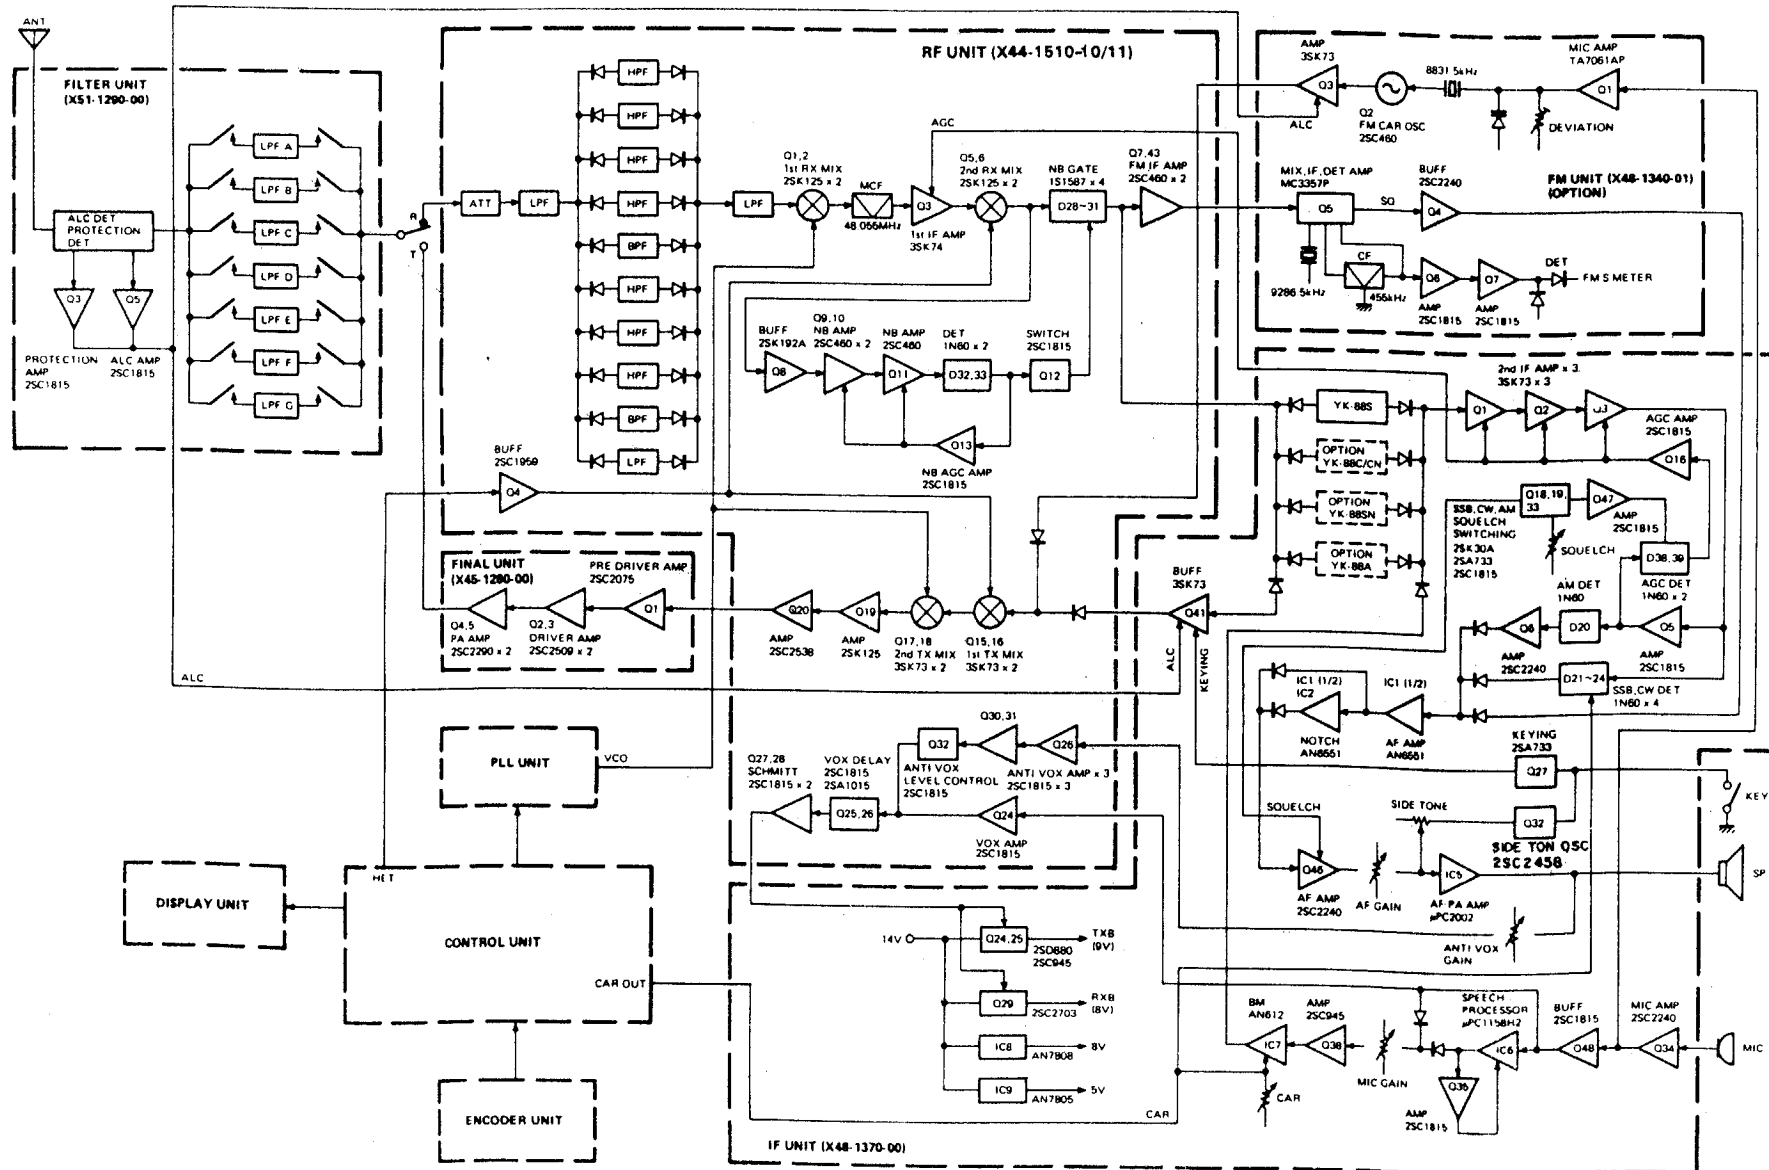 ANT
FILTER UNIT
(X51-1290-00)
ALC DET
PROTECTION
DET
Q3
Q5
PROTECTION
AMP
2SC1815
ALC AMP
2SC1815
LPF A
LPF B
LPF C
LPF D
LPF E
LPF F
LPF G
R
T
RF UNIT (X44-1510-10/11)
ATT
LPF
HPF
HPF
HPF
HPF
BPF
HPF
HPF
HPF
BPF
LPF
LPF
Q1,2
1st RX MIX
2SK125 x 2
MCF
48.055MHz
AGC
Q3
1st IF AMP
3SK74
Q5,6
2nd RX MIX
2SK125 x 2
NB GATE
1S1587 x 4
D28~31
Q7,43
FM IF AMP
2SC460 x 2
BUFF
2SK192A
Q8
Q9,10
NB AMP
2SC460 x 2
NB AMP
2SC460
Q11
DET
1N60 x 2
D32,33
SWITCH
2SC1815
Q12
Q13
NB AGC AMP
2SC1815
BUFF
2SC1959
Q4
AMP
3SK73
Q3
ALC
Q2
FM CAR OSC
2SC460
8831.5kHz
MIC AMP
TA7061AP
Q1
DEVIATION
FM UNIT (X48-1340-01)
(OPTION)
MIX, IF, DET AMP
MC3357P
Q5
SQ
BUFF
2SC2240
Q4
9286.5kHz
CF
455kHz
Q6
AMP
2SC1815
Q7
AMP
2SC1815
DET
FM S METER
YK-88S
OPTION
YK-88C/CN
OPTION
YK-88SN
OPTION
YK-88A
2nd IF AMP x 3
3SK73 x 3
Q1
Q2
Q3
AGC AMP
2SC1815
Q16
SSB, CW, AM
SQUELCH
SWITCHING
2SK30A
2SA733
2SC1815
Q18,19,
33
SQUELCH
Q47
AMP
2SC1815
D38,39
AGC DET
1N60 x 2
AM DET
1N60
Q6
AMP
2SC2240
D20
Q5
AMP
2SC1815
D21~24
SSB, CW DET
1N60 x 4
FINAL UNIT
(X45-1280-00)
PRE DRIVER AMP
2SC2075
Q1
Q4,5
PA AMP
2SC2290 x 2
Q2,3
DRIVER AMP
2SC2509 x 2
Q20
AMP
2SC2538
Q19
AMP
2SK125
Q17,18
2nd TX MIX
3SK73 x 2
Q15,16
1st TX MIX
3SK73 x 2
BUFF
3SK73
Q41
ALC
KEYING
ALC
IC1 (1/2)
IC2
NOTCH
AN6551
IC1 (1/2)
AF AMP
AN6551
KEYING
2SA733
Q27
KEY
SIDE TONE
Q32
SIDE TON OSC
2SC2458
SQUELCH
Q46
AF AMP
2SC2240
AF GAIN
IC5
AF PA AMP
μPC2002
SP
ANTI VOX
GAIN
PLL UNIT
VCO
Q27,28
SCHMITT
2SC1815 x 2
VOX DELAY
2SC1815
2SA1015
Q25,26
Q32
ANTI VOX
LEVEL CONTROL
2SC1815
Q30,31
Q26
ANTI VOX AMP x 3
2SC1815 x 3
Q24
VOX AMP
2SC1815
HET
DISPLAY UNIT
CONTROL UNIT
CAR OUT
ENCODER UNIT
14V
Q24,25
2SD880
2SC945
TXB
(9V)
Q29
2SC2703
RXB
(8V)
IC8
AN7808
8V
IC9
AN7805
5V
CAR
IF UNIT (X48-1370-00)
BM
AN612
IC7
CAR
AMP
2SC945
Q38
MIC GAIN
SPEECH
PROCESSOR
μPC1158H2
IC6
Q35
AMP
2SC1815
BUFF
2SC1815
Q48
MIC AMP
2SC2240
Q34
MIC